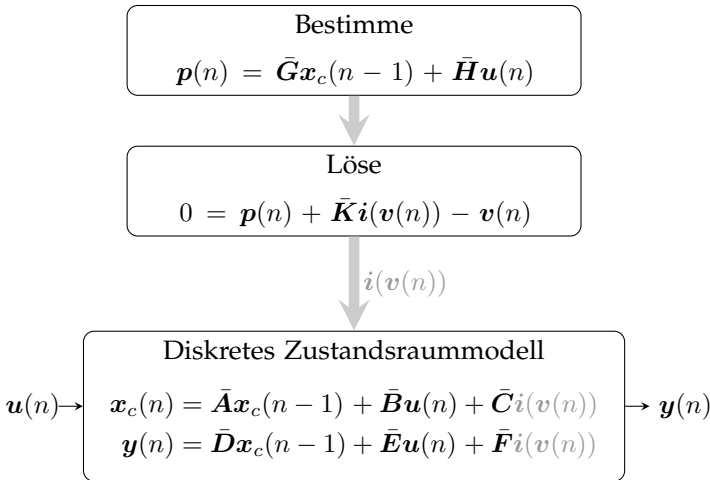 Bestimme
p(n) = Ḡx_c(n − 1) + H̄u(n)
Löse
0 = p(n) + K̄i(v(n)) − v(n)
i(v(n))
Diskretes Zustandsraummodell
u(n)
x_c(n) = Āx_c(n − 1) + B̄u(n) + C̄i(v(n))
y(n) = D̄x_c(n − 1) + Ēu(n) + F̄i(v(n))
y(n)